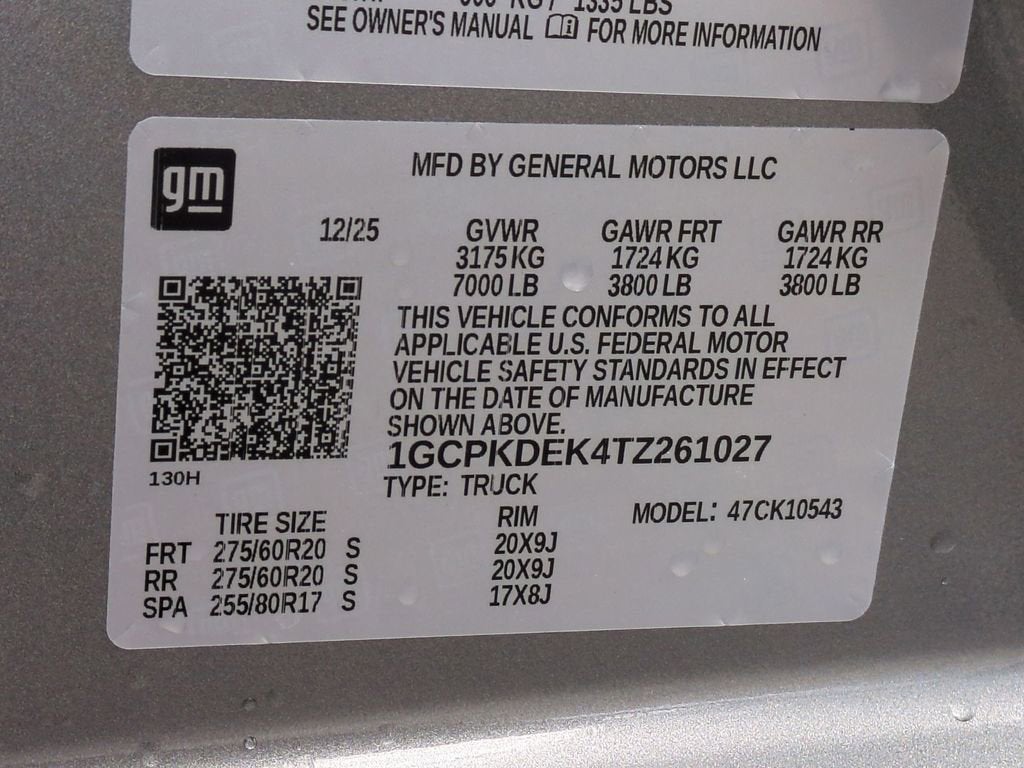 KG / 1335 LBS
SEE OWNER'S MANUAL FOR MORE INFORMATION
gm
MFD BY GENERAL MOTORS LLC
12/25 GVWR GAWR FRT GAWR RR
3175 KG 1724 KG 1724 KG
7000 LB 3800 LB 3800 LB
THIS VEHICLE CONFORMS TO ALL
APPLICABLE U.S. FEDERAL MOTOR
VEHICLE SAFETY STANDARDS IN EFFECT
ON THE DATE OF MANUFACTURE
SHOWN ABOVE.
1GCPKDEK4TZ261027
130H
TYPE: TRUCK
TIRE SIZE RIM MODEL: 47CK10543
FRT 275/60R20 S 20X9J
RR 275/60R20 S 20X9J
SPA 255/80R17 S 17X8J